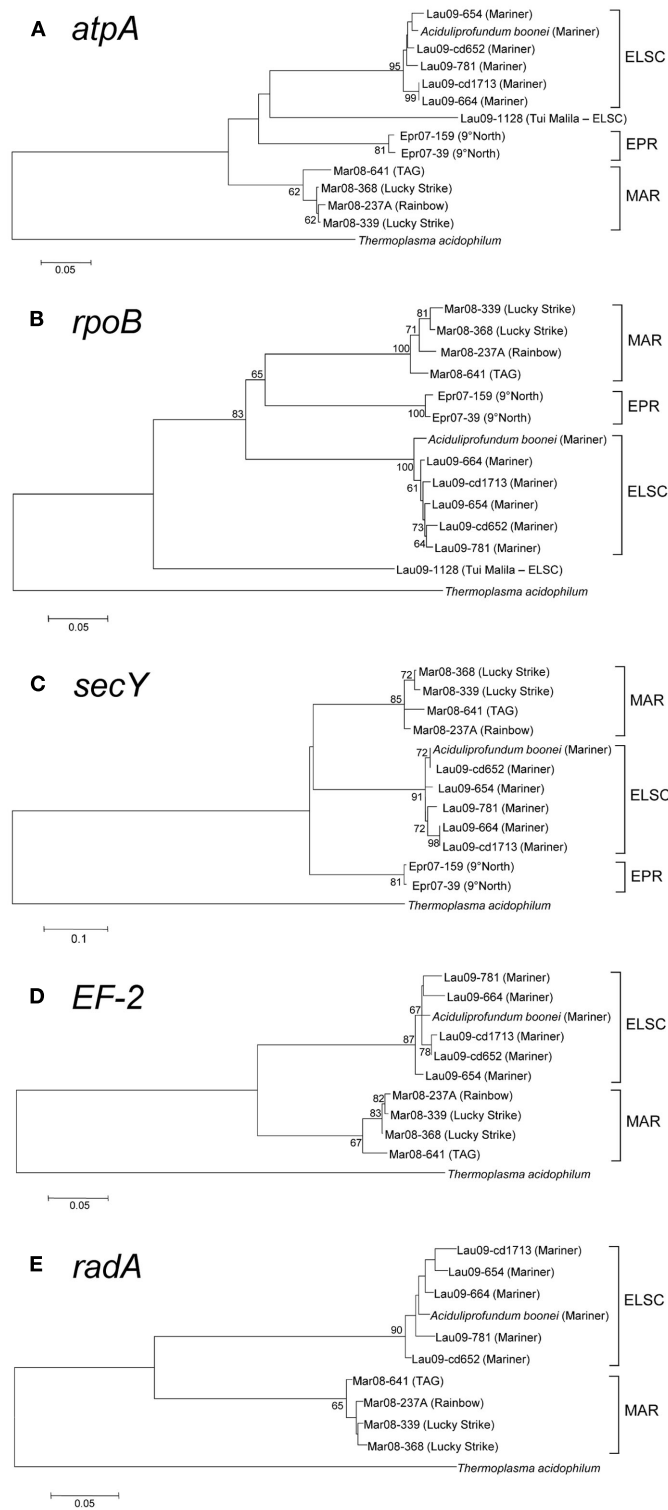 A atpA
Lau09-654 (Mariner)
Aciduliprofundum boonei (Mariner)
Lau09-cd652 (Mariner)
ELSC
95
Lau09-781 (Mariner)
Lau09-cd1713 (Mariner)
99
Lau09-664 (Mariner)
Lau09-1128 (Tui Malila – ELSC)
Epr07-159 (9°North)
EPR
81
Epr07-39 (9°North)
Mar08-641 (TAG)
62
Mar08-368 (Lucky Strike)
MAR
Mar08-237A (Rainbow)
62
Mar08-339 (Lucky Strike)
Thermoplasma acidophilum
0.05
B rpoB
81
Mar08-339 (Lucky Strike)
71
Mar08-368 (Lucky Strike)
MAR
100
Mar08-237A (Rainbow)
65
Mar08-641 (TAG)
Epr07-159 (9°North)
EPR
83
100
Epr07-39 (9°North)
Aciduliprofundum boonei (Mariner)
100
Lau09-664 (Mariner)
61
Lau09-cd1713 (Mariner)
ELSC
Lau09-654 (Mariner)
73
Lau09-cd652 (Mariner)
64
Lau09-781 (Mariner)
Lau09-1128 (Tui Malila – ELSC)
Thermoplasma acidophilum
0.05
C secY
72
Mar08-368 (Lucky Strike)
85
Mar08-339 (Lucky Strike)
MAR
Mar08-641 (TAG)
Mar08-237A (Rainbow)
72
Aciduliprofundum boonei (Mariner)
Lau09-cd652 (Mariner)
91
Lau09-654 (Mariner)
ELSC
Lau09-781 (Mariner)
72
Lau09-664 (Mariner)
98
Lau09-cd1713 (Mariner)
Epr07-159 (9°North)
EPR
81
Epr07-39 (9°North)
Thermoplasma acidophilum
0.1
D EF-2
Lau09-781 (Mariner)
Lau09-664 (Mariner)
67
Aciduliprofundum boonei (Mariner)
ELSC
87
Lau09-cd1713 (Mariner)
78
Lau09-cd652 (Mariner)
Lau09-654 (Mariner)
82
Mar08-237A (Rainbow)
83
Mar08-339 (Lucky Strike)
MAR
Mar08-368 (Lucky Strike)
67
Mar08-641 (TAG)
Thermoplasma acidophilum
0.05
E radA
Lau09-cd1713 (Mariner)
Lau09-654 (Mariner)
Lau09-664 (Mariner)
ELSC
Aciduliprofundum boonei (Mariner)
90
Lau09-781 (Mariner)
Lau09-cd652 (Mariner)
Mar08-641 (TAG)
65
Mar08-237A (Rainbow)
MAR
Mar08-339 (Lucky Strike)
Mar08-368 (Lucky Strike)
Thermoplasma acidophilum
0.05